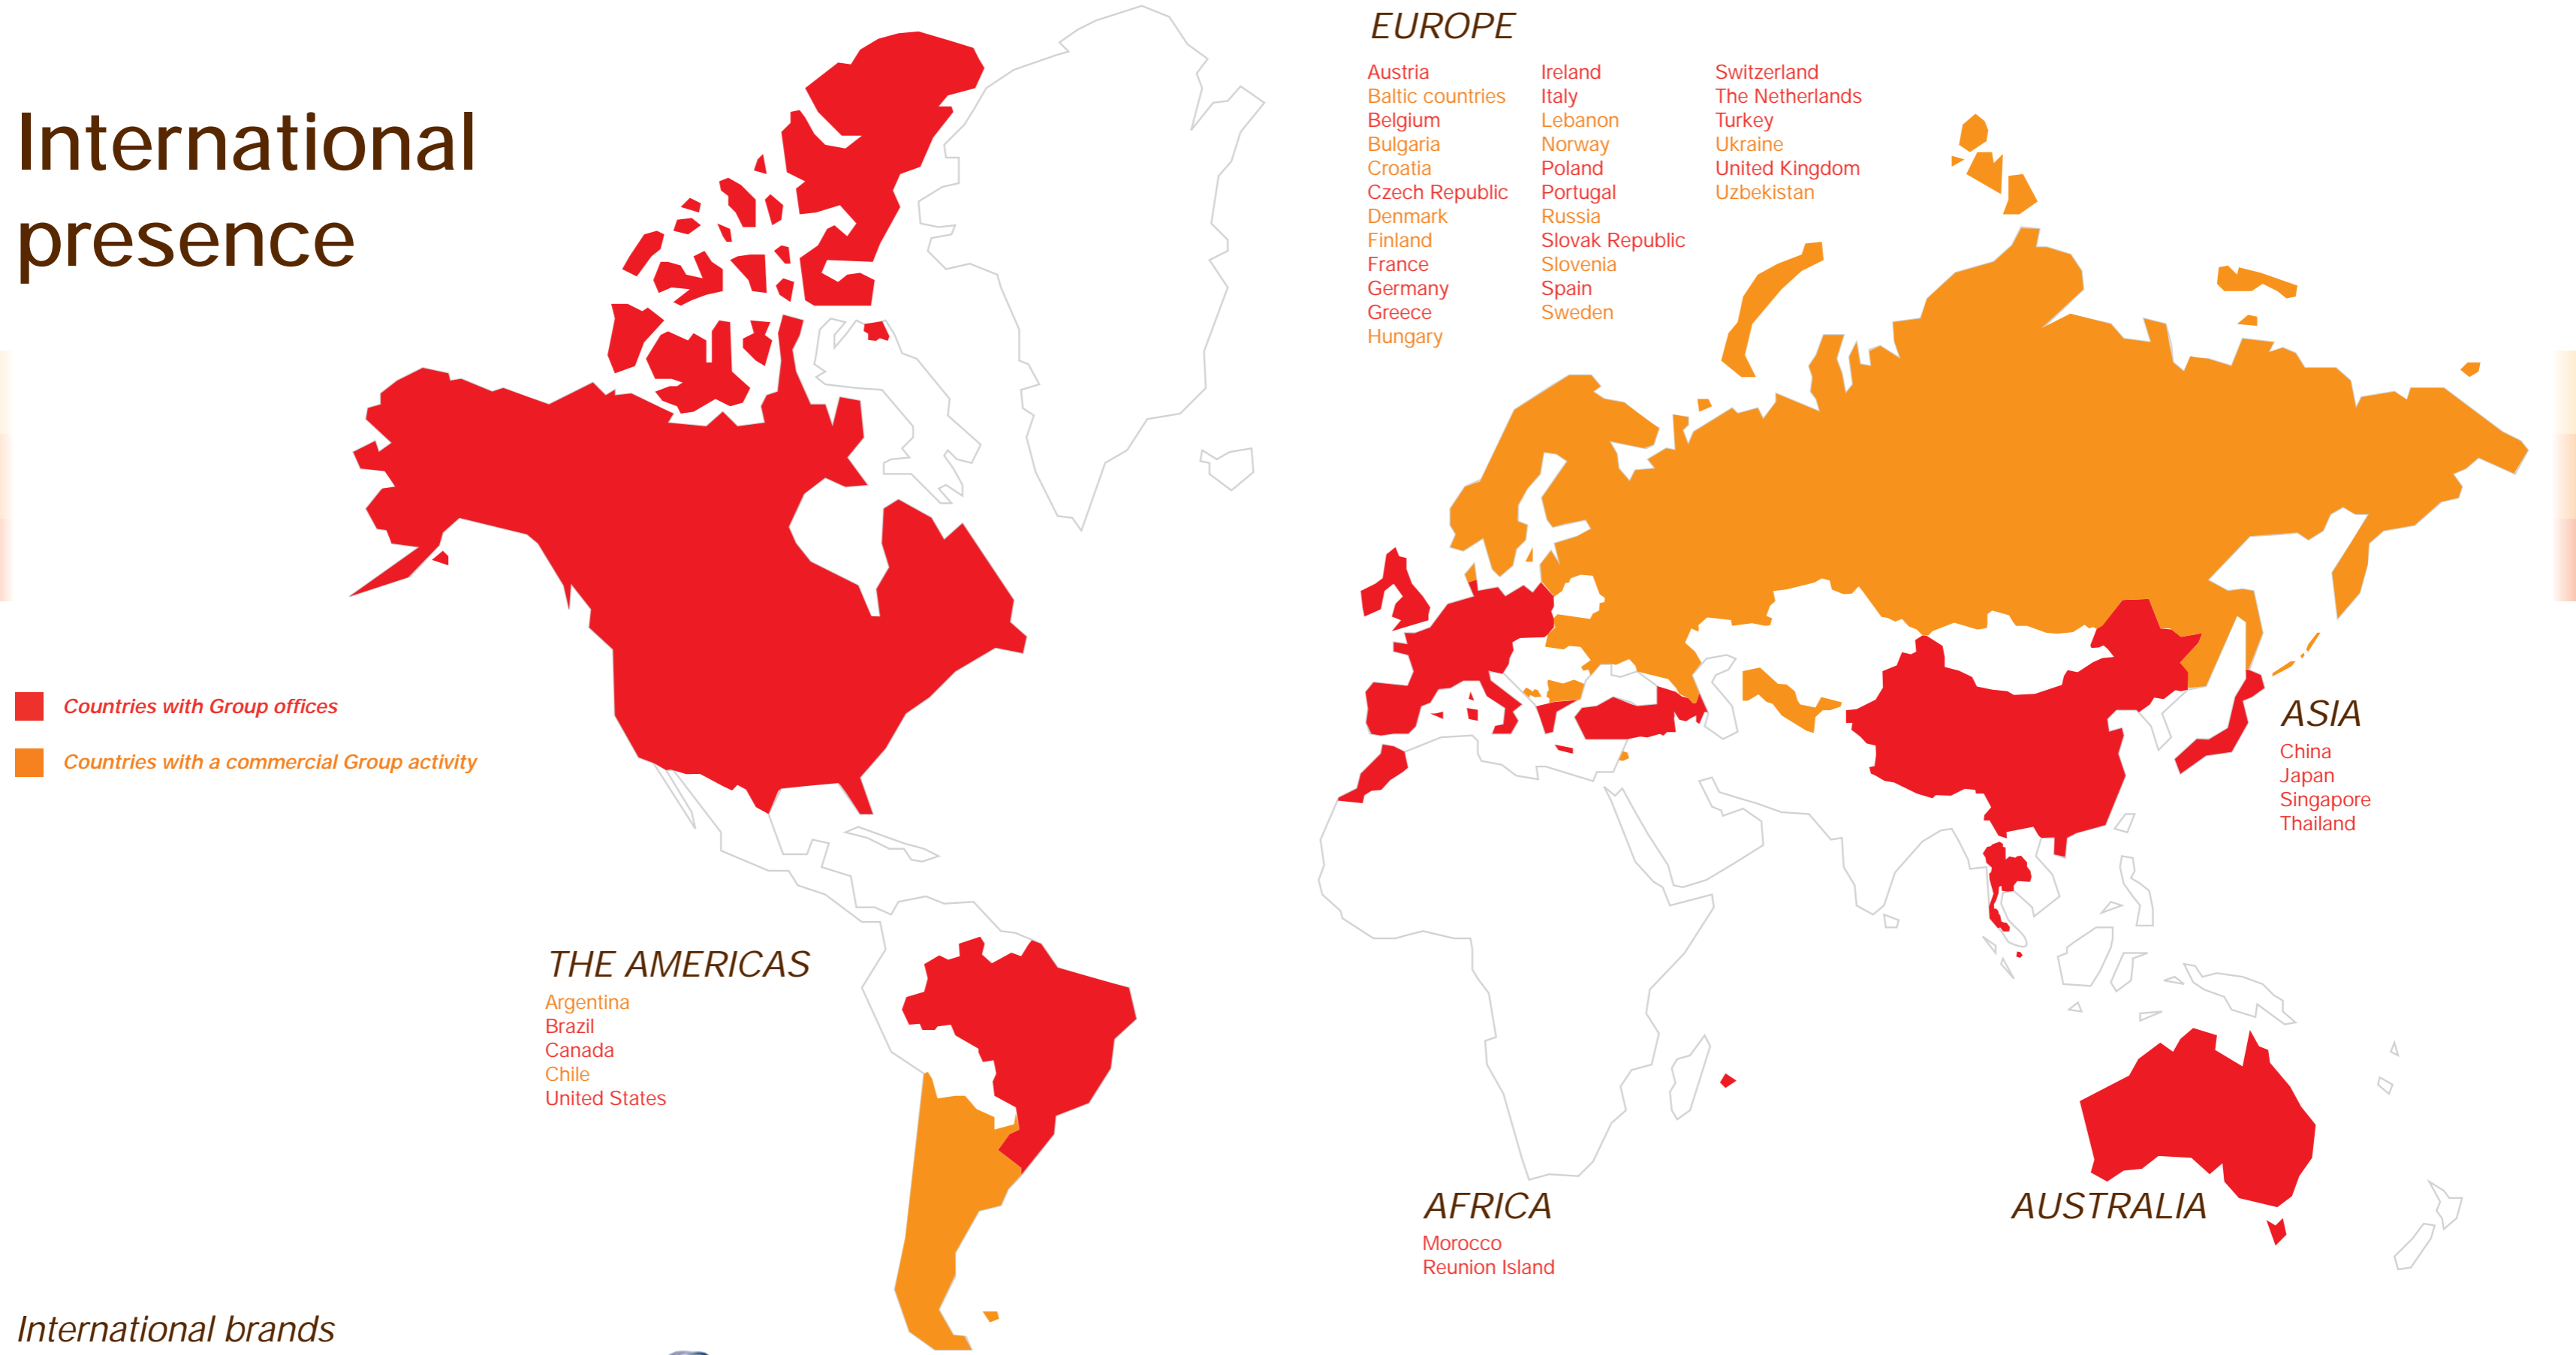 International
presence
Countries with Group offices
Countries with a commercial Group activity
EUROPE
Austria
Baltic countries
Belgium
Bulgaria
Croatia
Czech Republic
Denmark
Finland
France
Germany
Greece
Hungary
Ireland
Italy
Lebanon
Norway
Poland
Portugal
Russia
Slovak Republic
Slovenia
Spain
Sweden
Switzerland
The Netherlands
Turkey
Ukraine
United Kingdom
Uzbekistan
ASIA
China
Japan
Singapore
Thailand
THE AMERICAS
Argentina
Brazil
Canada
Chile
United States
AFRICA
Morocco
Reunion Island
AUSTRALIA
International brands